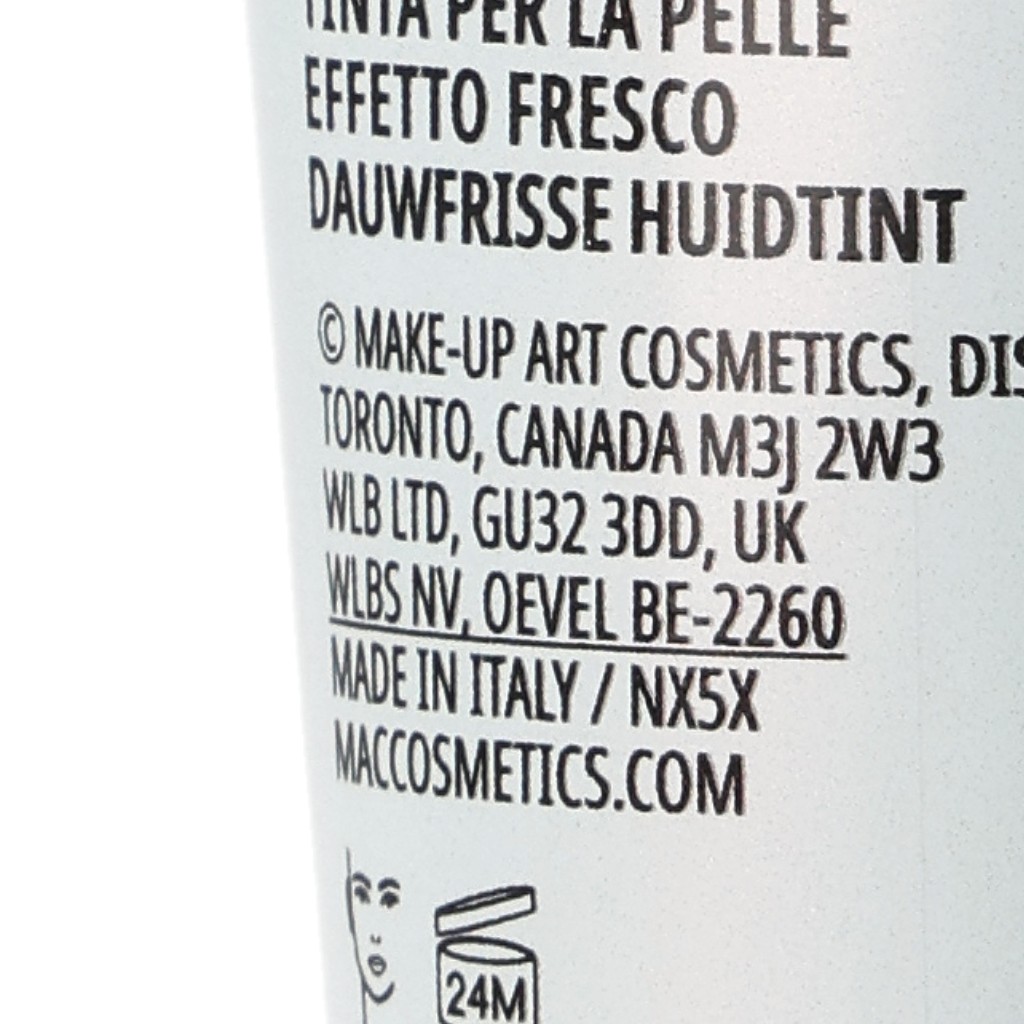 TINTA PER LA PELLE
EFFETTO FRESCO
DAUWFRISSE HUIDTINT
© MAKE-UP ART COSMETICS,
TORONTO, CANADA M3J 2W3
WLB LTD, GU32 3DD, UK
WLBS NV, OEVEL BE-2260
MADE IN ITALY / NX5X
MACCOSMETICS.COM
24M